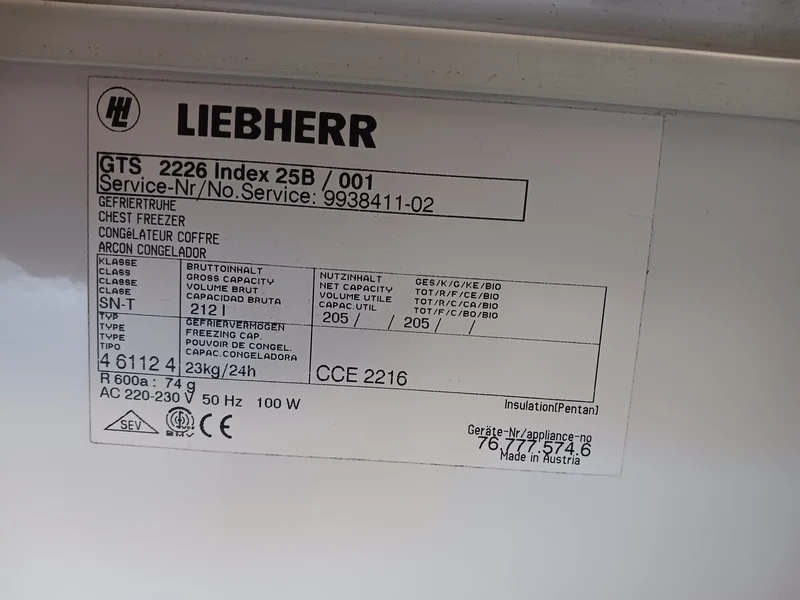 HLL LIEBHERR
GTS 2226 Index 25B / 001
Service-Nr/No.Service: 9938411-02
GEFRIERTRUHE
CHEST FREEZER
CONGéLATEUR COFFRE
ARCON CONGELADOR
KLASSE
CLASS
CLASSE
CLASE
SN-T
BRUTTOINHALT
GROSS CAPACITY
VOLUME BRUT
CAPACIDAD BRUTA
212 l
NUTZINHALT
NET CAPACITY
VOLUME UTILE
CAPAC.UTIL
GES/K/G/KE/BIO
TOT/R/F/CE/BIO
TOT/R/C/CA/BIO
TOT/F/C/BO/BIO
205 / / 205 / /
TYP
TYPE
TYPE
TIPO
4 6112 4
GEFRIERVERMÖGEN
FREEZING CAP.
POUVOIR DE CONGEL.
CAPAC.CONGELADORA
23kg/24h
CCE 2216
R 600a : 74 g
AC 220-230 V 50 Hz 100 W
Insulation(Pentan)
SEV
EMV
CE
Geräte-Nr/appliance-no
76.777.574.6
Made in Austria